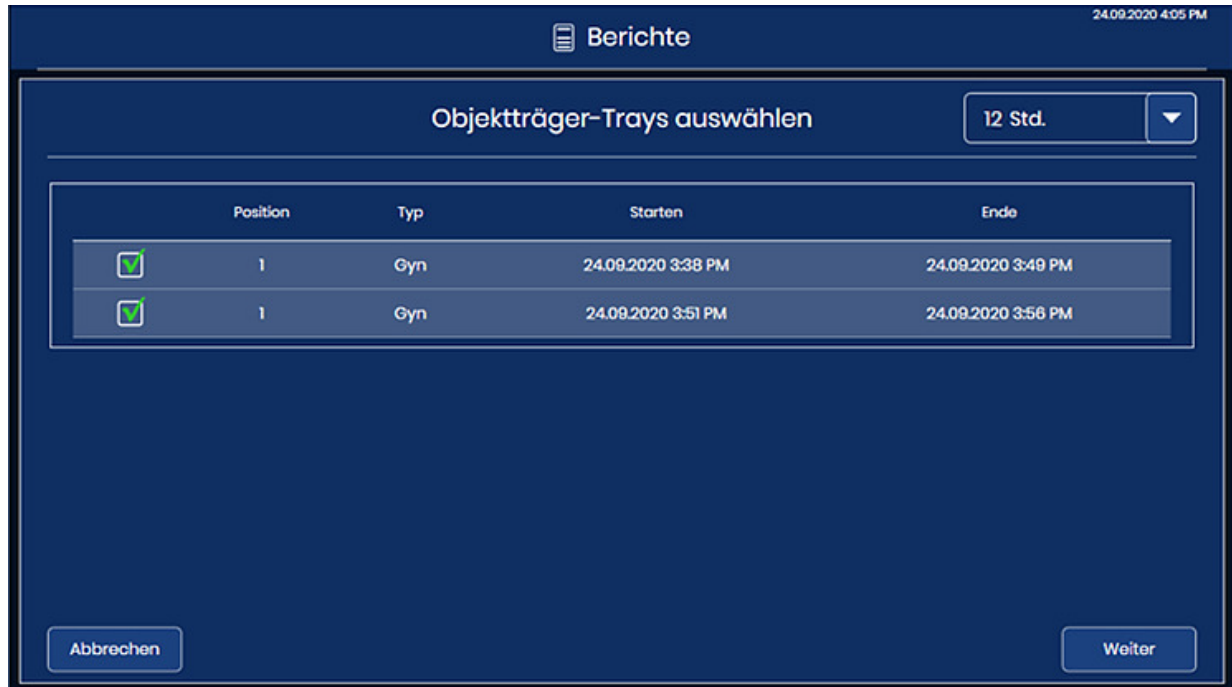 24.09.2020 4:05 PM
Berichte
Objektträger-Trays auswählen 12 Std.
Position Typ Starten Ende
1 Gyn 24.09.2020 3:38 PM 24.09.2020 3:49 PM
1 Gyn 24.09.2020 3:51 PM 24.09.2020 3:56 PM
Abbrechen Weiter